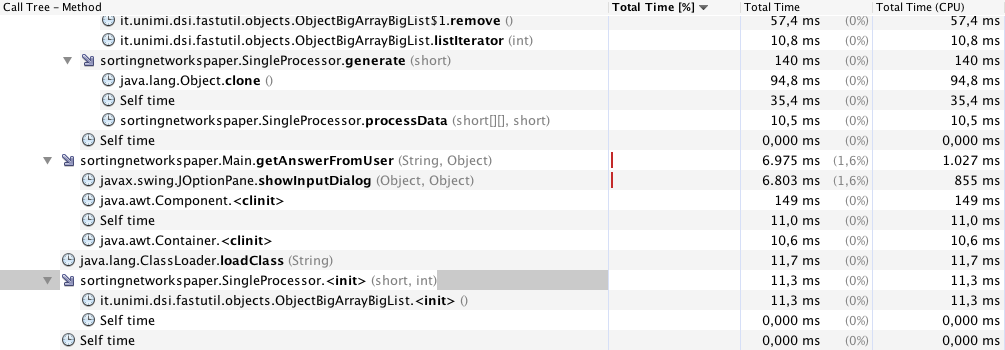 Call Tree – Method Total Time [%] Total Time Total Time (CPU)
it.unimi.dsi.fastutil.objects.ObjectBigArrayBigList$1.remove () 57,4 ms (0%) 57,4 ms
it.unimi.dsi.fastutil.objects.ObjectBigArrayBigList.listIterator (int) 10,8 ms (0%) 10,8 ms
sortingnetworkspaper.SingleProcessor.generate (short) 140 ms (0%) 140 ms
java.lang.Object.clone () 94,8 ms (0%) 94,8 ms
Self time 35,4 ms (0%) 35,4 ms
sortingnetworkspaper.SingleProcessor.processData (short[][], short) 10,5 ms (0%) 10,5 ms
Self time 0,000 ms (0%) 0,000 ms
sortingnetworkspaper.Main.getAnswerFromUser (String, Object) 6.975 ms (1,6%) 1.027 ms
javax.swing.JOptionPane.showInputDialog (Object, Object) 6.803 ms (1,6%) 855 ms
java.awt.Component.<clinit> 149 ms (0%) 149 ms
Self time 11,0 ms (0%) 11,0 ms
java.awt.Container.<clinit> 10,6 ms (0%) 10,6 ms
java.lang.ClassLoader.loadClass (String) 11,7 ms (0%) 11,7 ms
sortingnetworkspaper.SingleProcessor.<init> (short, int) 11,3 ms (0%) 11,3 ms
it.unimi.dsi.fastutil.objects.ObjectBigArrayBigList.<init> () 11,3 ms (0%) 11,3 ms
Self time 0,000 ms (0%) 0,000 ms
Self time 0,000 ms (0%) 0,000 ms